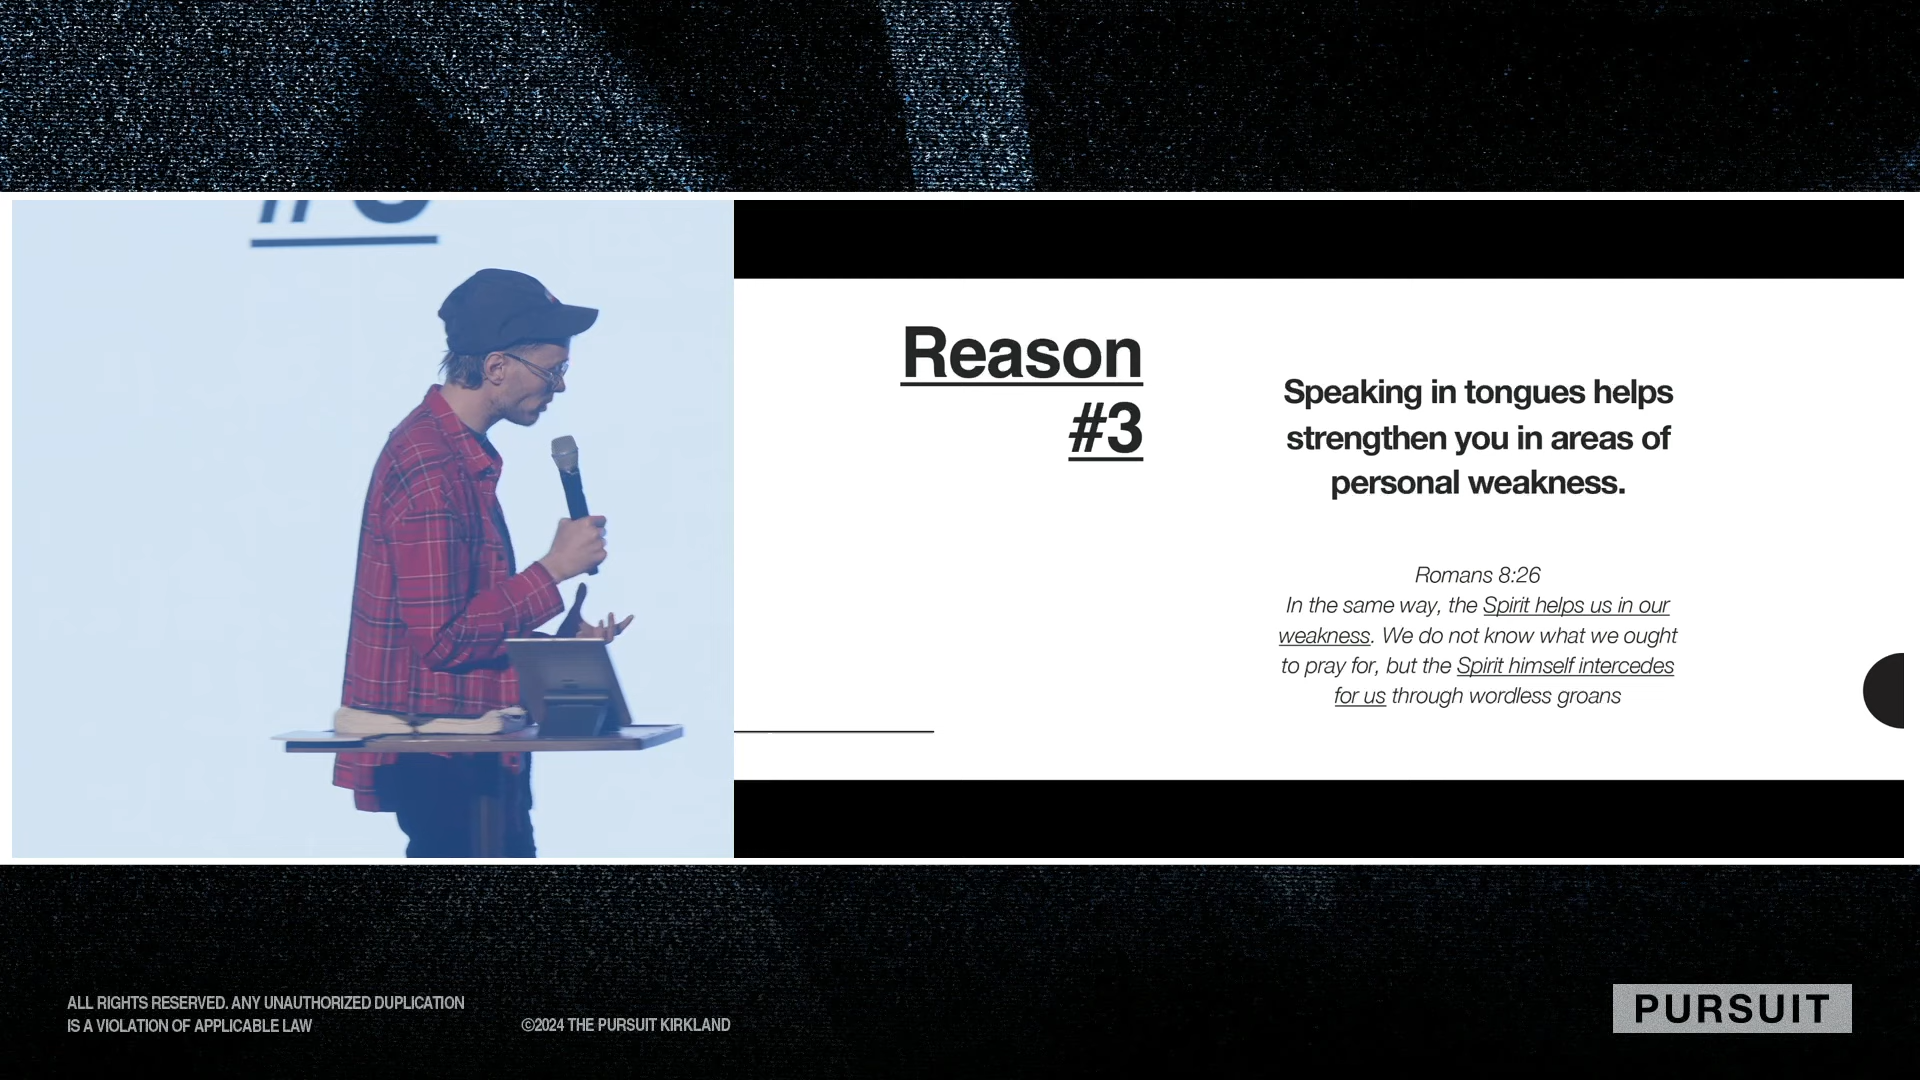 Reason
#3
Speaking in tongues helps
strengthen you in areas of
personal weakness.
Romans 8:26
In the same way, the Spirit helps us in our
weakness. We do not know what we ought
to pray for, but the Spirit himself intercedes
for us through wordless groans
ALL RIGHTS RESERVED. ANY UNAUTHORIZED DUPLICATION
IS A VIOLATION OF APPLICABLE LAW
©2024 THE PURSUIT KIRKLAND
PURSUIT